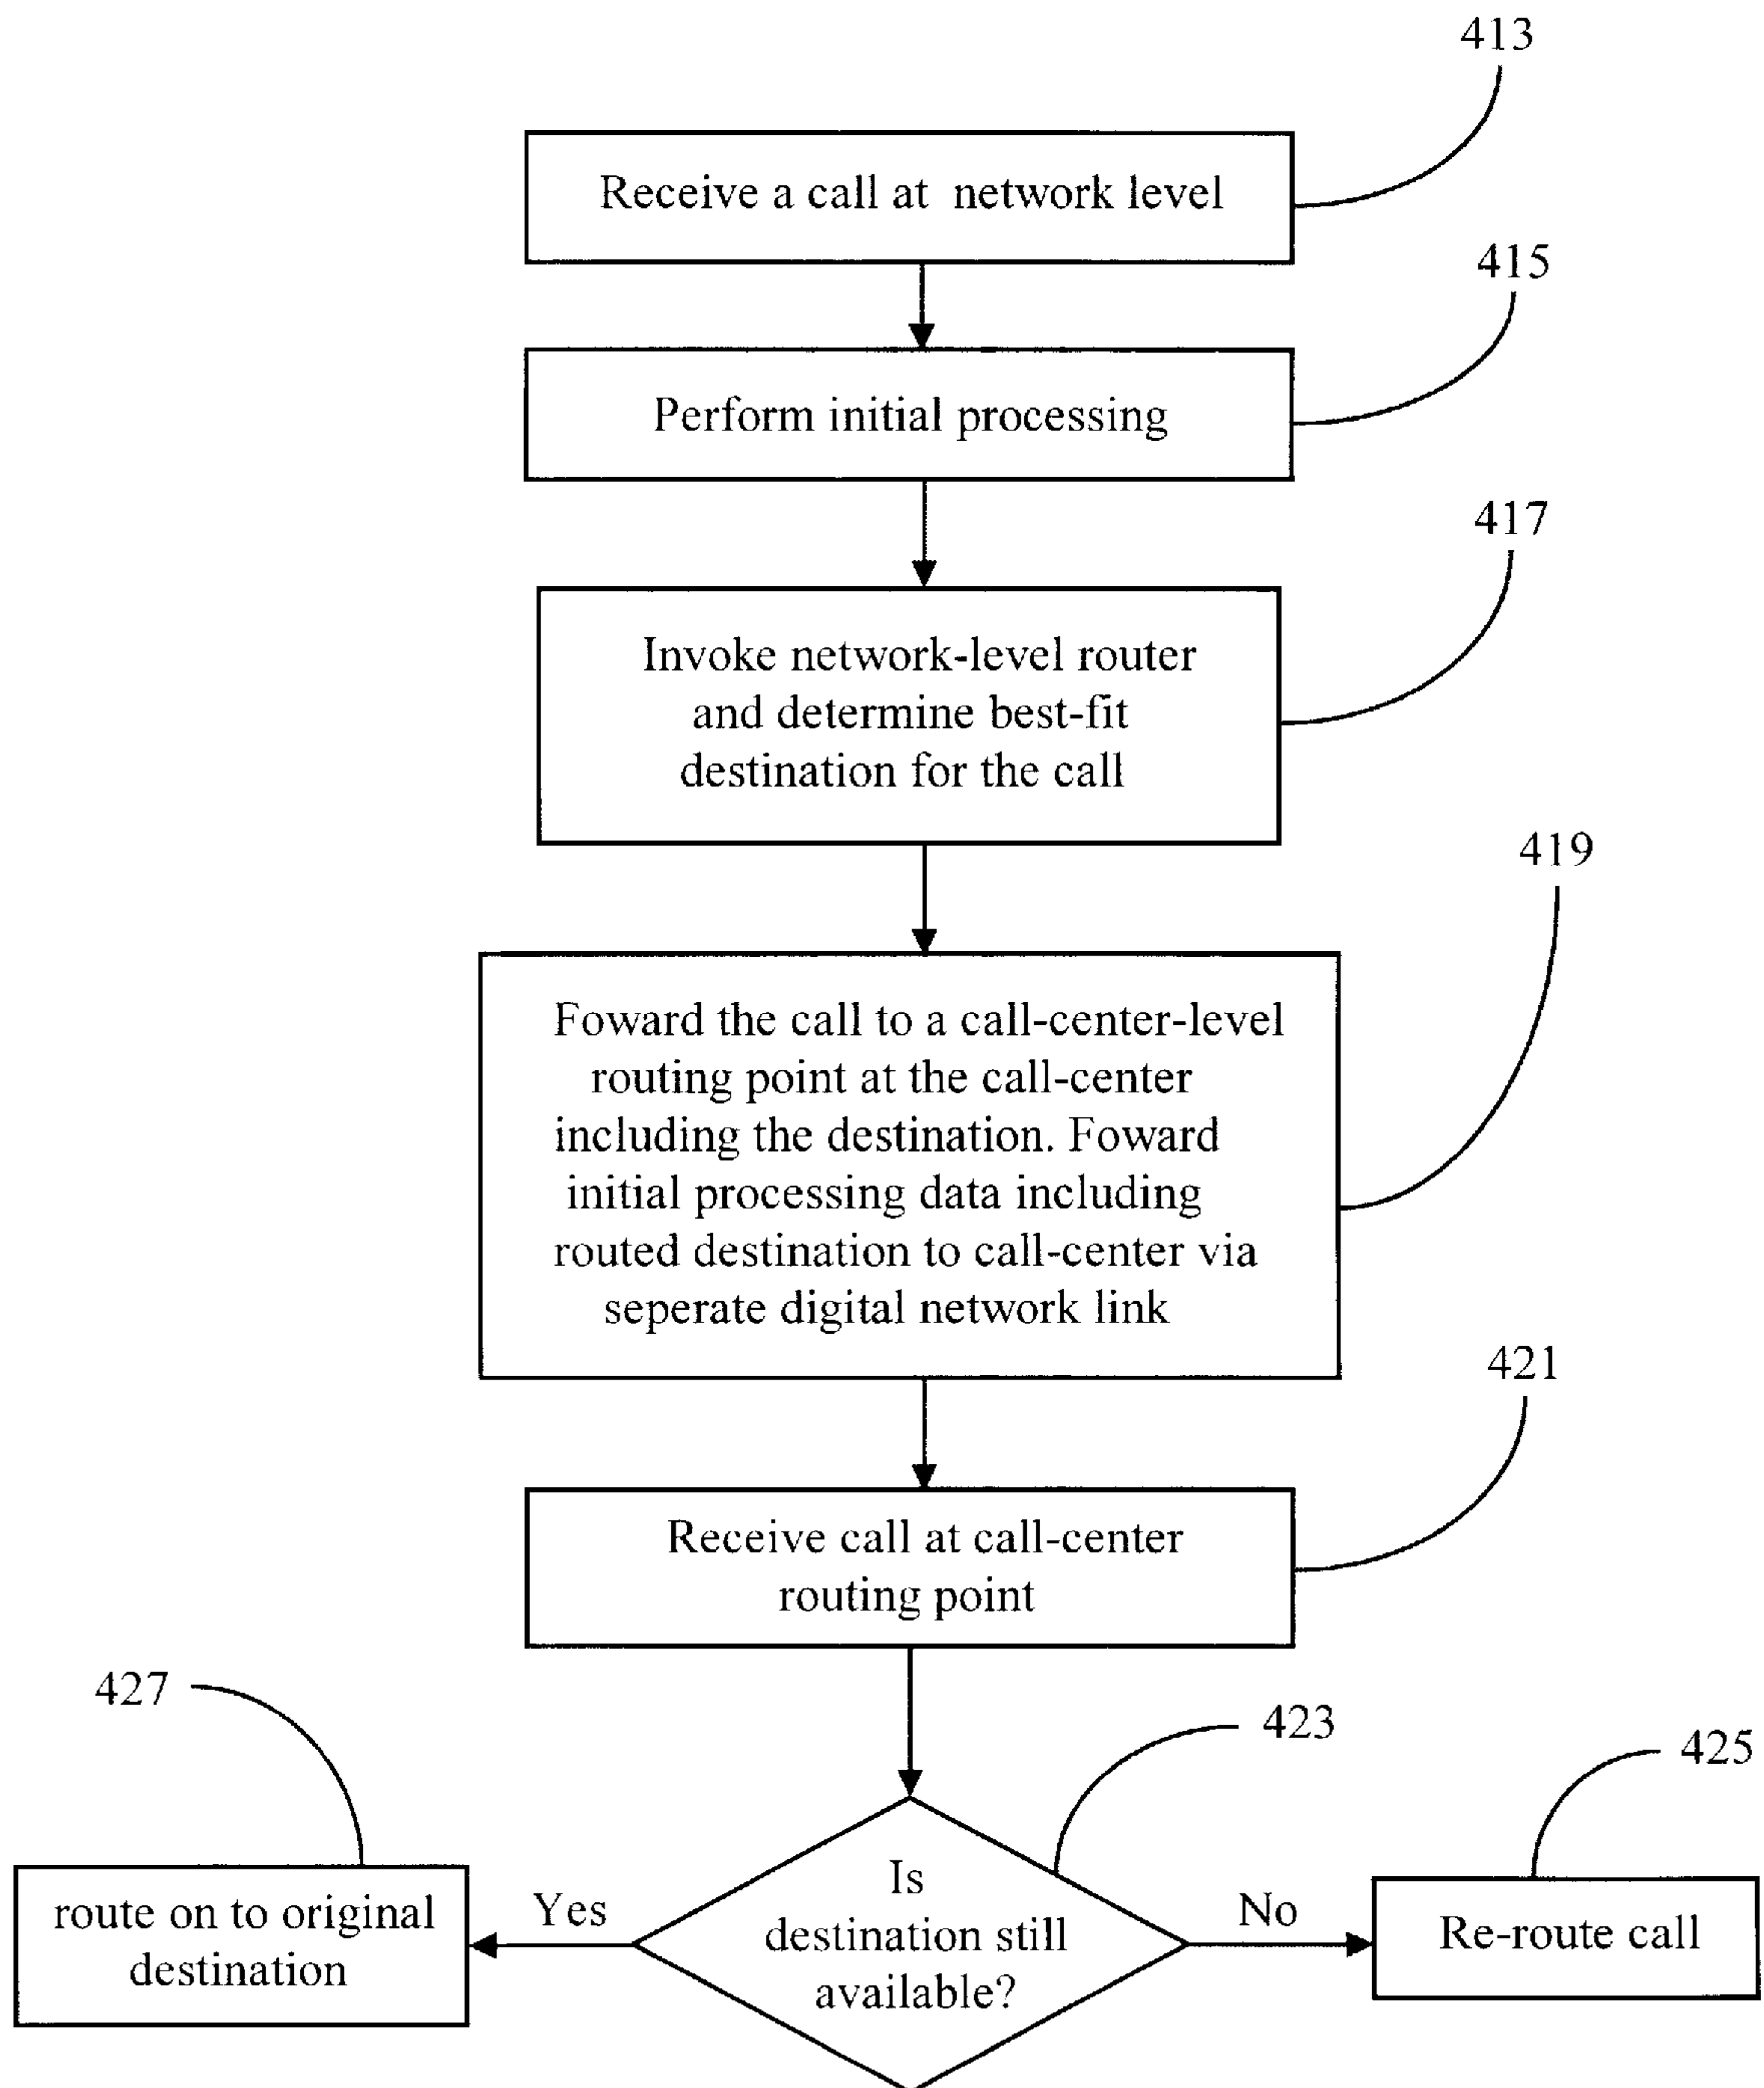 413
Receive a call at network level
415
Perform initial processing
417
Invoke network-level router
and determine best-fit
destination for the call
419
Foward the call to a call-center-level
routing point at the call-center
including the destination. Foward
initial processing data including
routed destination to call-center via
seperate digital network link
421
Receive call at call-center
routing point
427
423
425
route on to original
destination
Yes
Is
destination still
available?
No
Re-route call